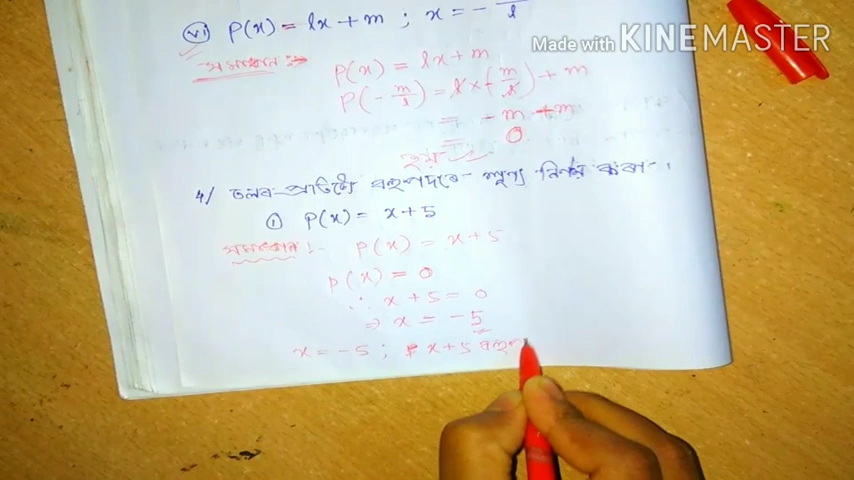 (vi) P(x) = lx + m ; x = - /l
Made with KINEMASTER
সমাধান :→
P(x) = lx + m
P(- m/l) = l × (- m/l) + m
= - m + m
= 0
হয়
4/ তলৰ প্ৰতিটো বহুপদৰে শূন্য নিৰ্ণয় কৰা ।
(i) P(x) = x + 5
সমাধান :- P(x) = x + 5
P(x) = 0
∴ x + 5 = 0
⇒ x = - 5
x = - 5 ; x + 5